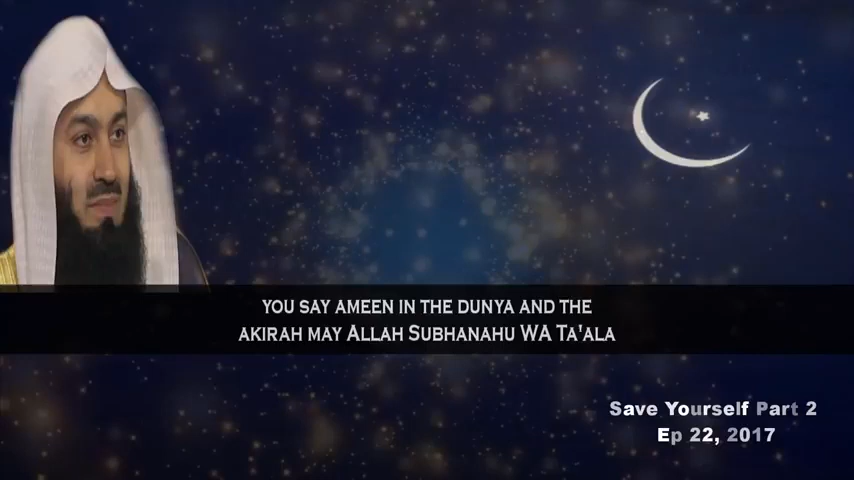 YOU SAY AMEEN IN THE DUNYA AND THE
AKIRAH MAY ALLAH SUBHANAHU WA TA'ALA
Save Yourself Part 2
Ep 22, 2017